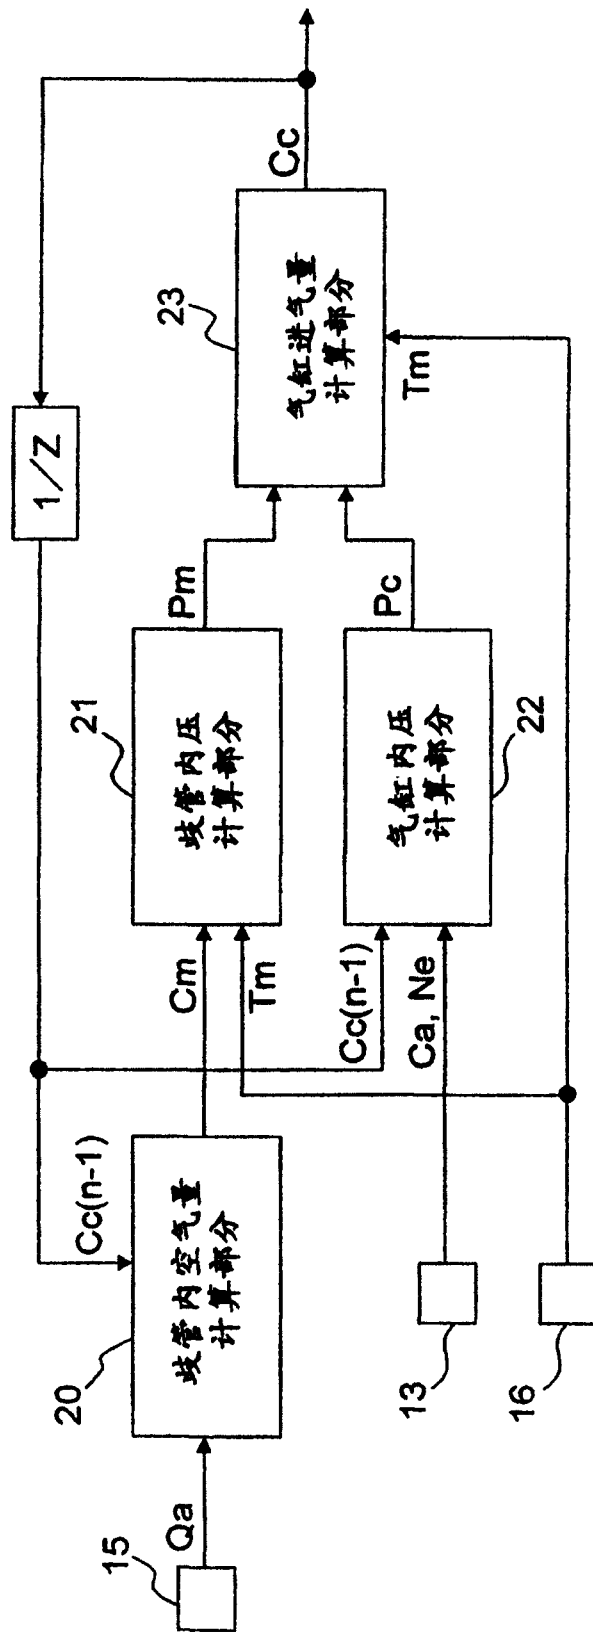 15
Qa
20
歧管内空气量
计算部分
Cc(n-1)
Cm
Tm
21
歧管内压
计算部分
Pm
1/Z
13
16
Cc(n-1)
Ca, Ne
气缸内压
计算部分
22
Pc
23
气缸进气量
计算部分
Tm
Cc